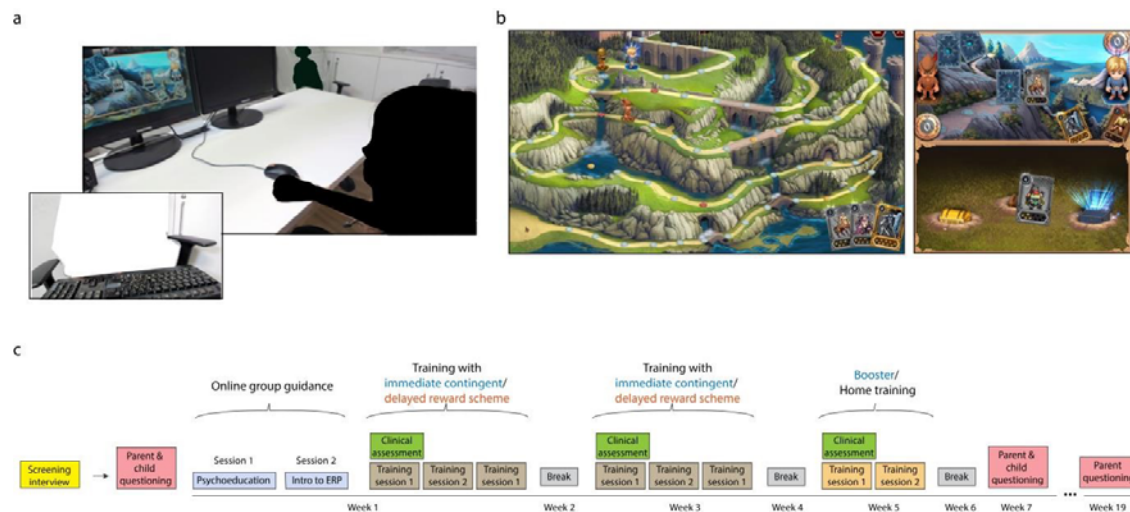 a
b
c
Online group guidance
Training with
immediate contingent/
delayed reward scheme
Training with
immediate contingent/
delayed reward scheme
Booster/
Home training
Screening
interview
Parent &
child
questioning
Session 1
Psychoeducation
Session 2
Intro to ERP
Clinical
assessment
Training
session 1
Training
session 2
Training
session 1
Break
Clinical
assessment
Training
session 1
Training
session 2
Training
session 1
Break
Clinical
assessment
Training
session 1
Training
session 2
Break
Parent &
child
questioning
...
Parent
questioning
Week 1
Week 2
Week 3
Week 4
Week 5
Week 6
Week 7
Week 19